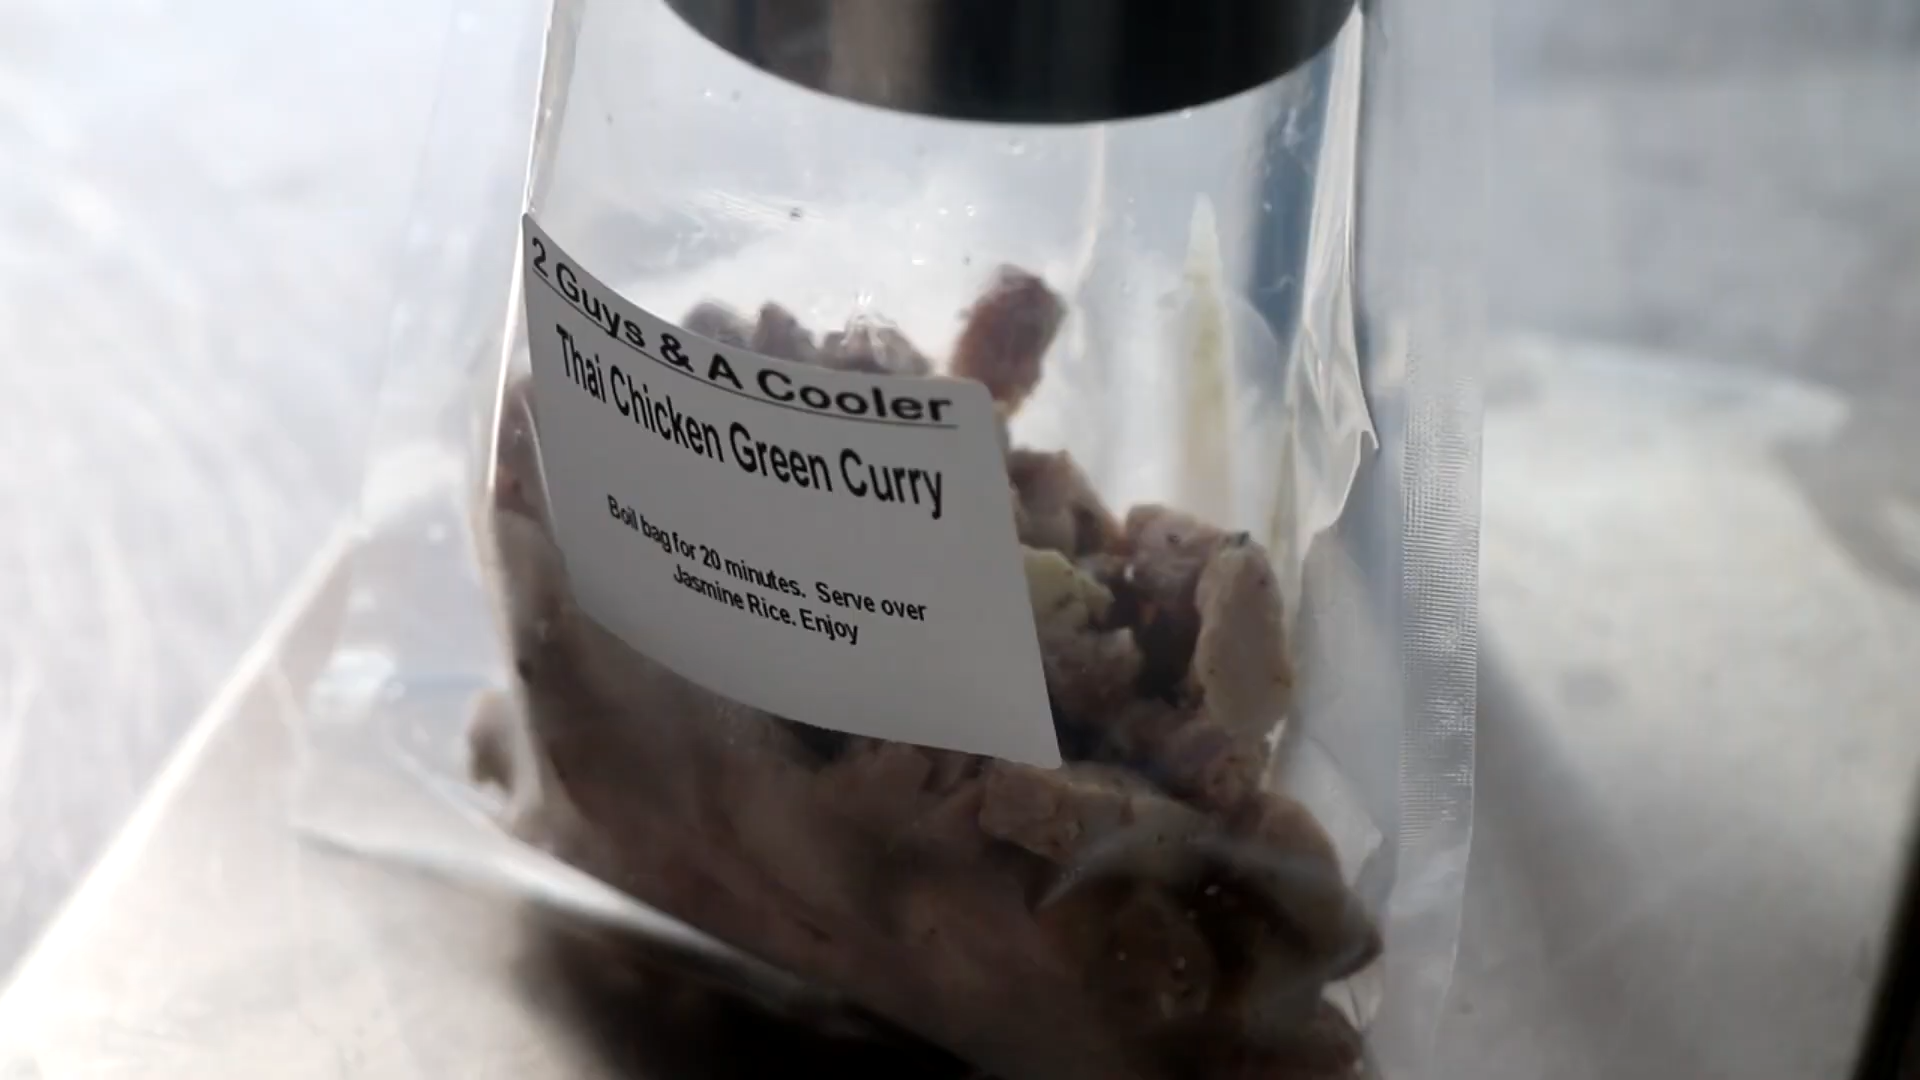 2 Guys & A Cooler
Thai Chicken Green Curry
Boil bag for 20 minutes. Serve over
Jasmine Rice. Enjoy